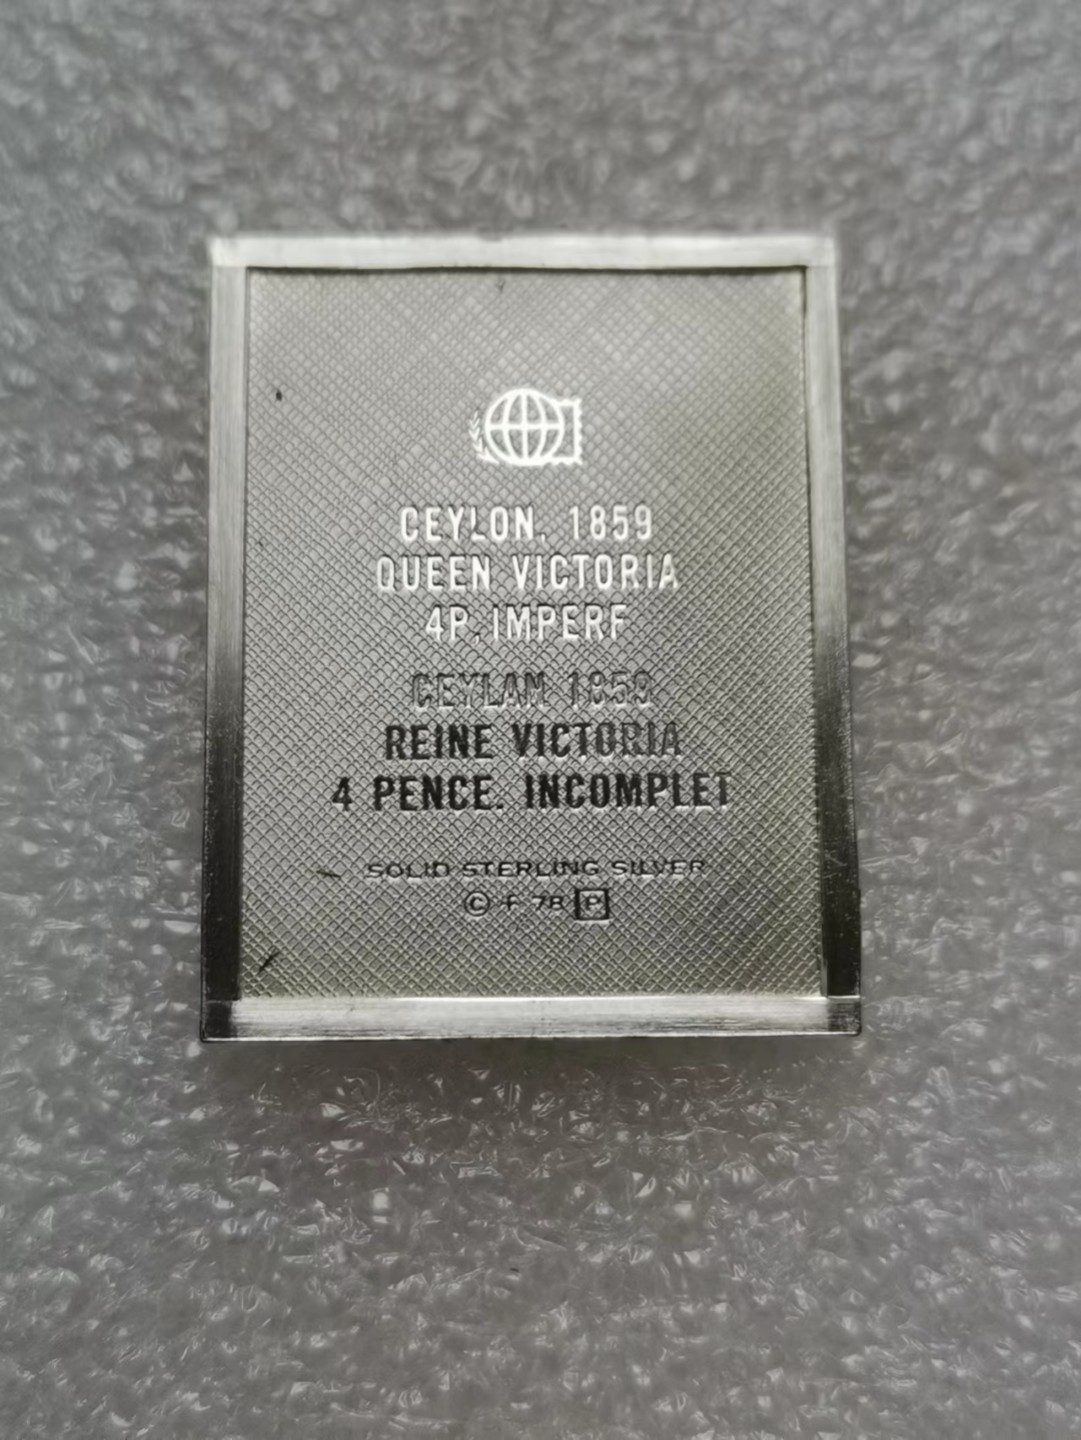 CEYLON, 1859
QUEEN VICTORIA
4P, IMPERF
CEYLAN 1859
REINE VICTORIA
4 PENCE. INCOMPLET
SOLID STERLING SILVER
© F 78 P